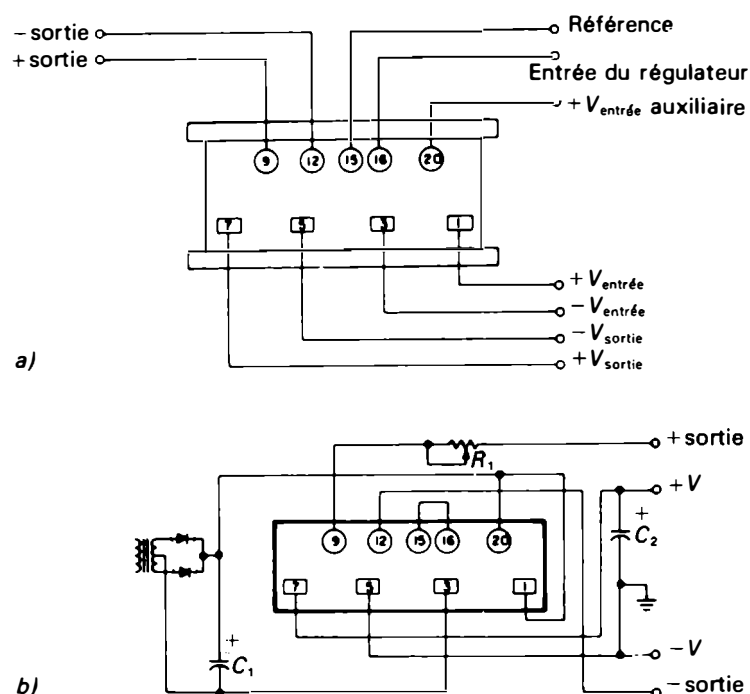 − sortie
+ sortie
Référence
Entrée du régulateur
+ V entrée auxiliaire
9 12 15 16 20
7 5 3 1
+ V entrée
− V entrée
− V sortie
+ V sortie
a)
+ sortie
R1
+ V
9 12 15 16 20
+
C2
7 5 3 1
+
C1
− V
− sortie
b)